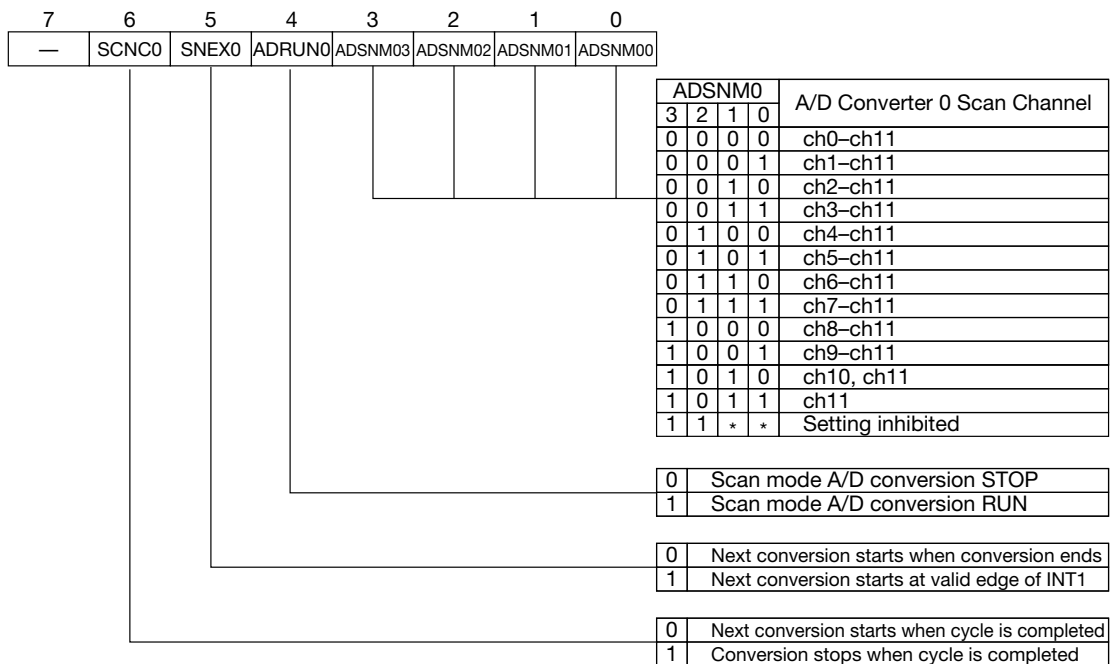 7 6 5 4 3 2 1 0
— SCNC0 SNEX0 ADRUN0 ADSNM03 ADSNM02 ADSNM01 ADSNM00
ADSNM0 A/D Converter 0 Scan Channel
3 2 1 0
0 0 0 0 ch0–ch11
0 0 0 1 ch1–ch11
0 0 1 0 ch2–ch11
0 0 1 1 ch3–ch11
0 1 0 0 ch4–ch11
0 1 0 1 ch5–ch11
0 1 1 0 ch6–ch11
0 1 1 1 ch7–ch11
1 0 0 0 ch8–ch11
1 0 0 1 ch9–ch11
1 0 1 0 ch10, ch11
1 0 1 1 ch11
1 1 * * Setting inhibited
0 Scan mode A/D conversion STOP
1 Scan mode A/D conversion RUN
0 Next conversion starts when conversion ends
1 Next conversion starts at valid edge of INT1
0 Next conversion starts when cycle is completed
1 Conversion stops when cycle is completed